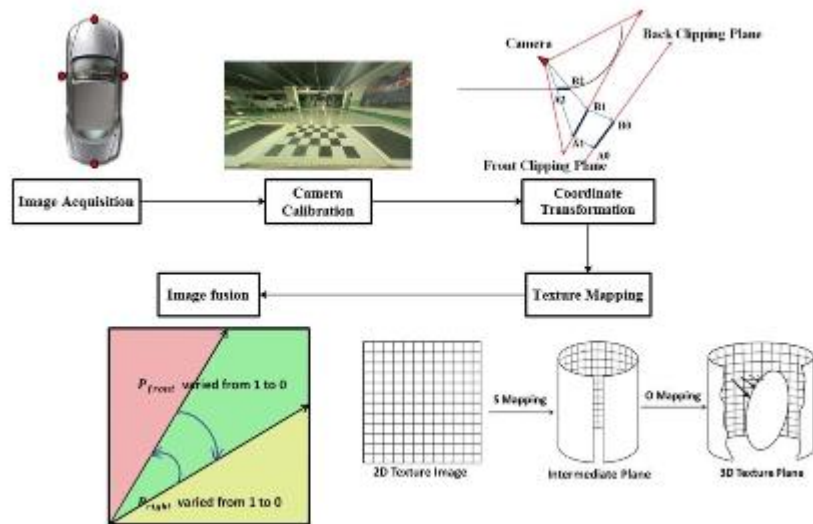 Camera
Back Clipping Plane
B2
A2
B1
B0
A1
A0
Front Clipping Plane
Image Acquisition
Camera
Calibration
Coordinate
Transformation
Image fusion
Texture Mapping
P_front varied from 1 to 0
P_right varied from 1 to 0
S Mapping
O Mapping
2D Texture Image
Intermediate Plane
3D Texture Plane